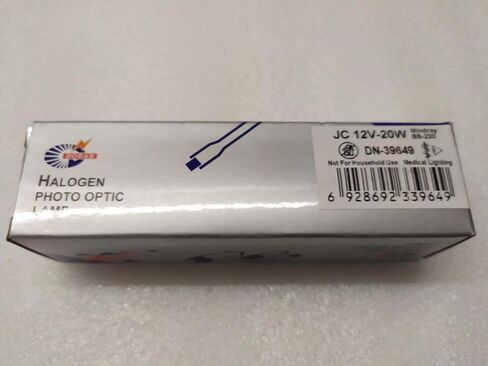 HALOGEN
PHOTO OPTIC
LAMP
JC 12V-20W
Mindray
BS-220
DN-39649
Not For Household Use Medical Lighting
6 928692 339649